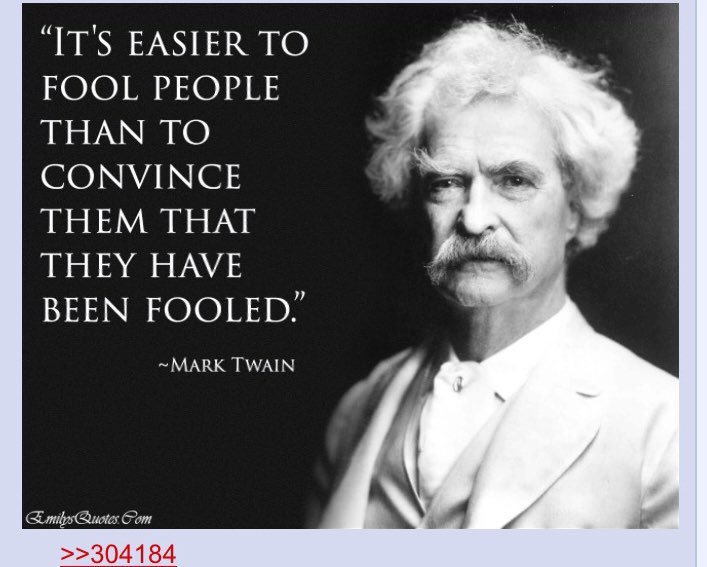 “IT'S EASIER TO
FOOL PEOPLE
THAN TO
CONVINCE
THEM THAT
THEY HAVE
BEEN FOOLED.”
~MARK TWAIN
EmilysQuotes.Com
>>304184